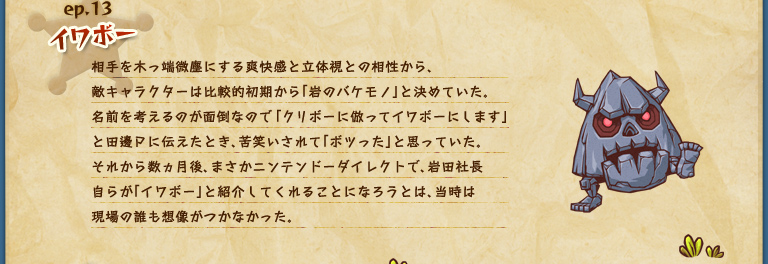 ep.13
イワボー
相手を木っ端微塵にする爽快感と立体視との相性から、
敵キャラクターは比較的初期から「岩のバケモノ」と決めていた。
名前を考えるのが面倒なので「クリボーに倣ってイワボーにします」
と田邊Pに伝えたとき、苦笑いされて「ボツった」と思っていた。
それから数ヵ月後、まさかニンテンドーダイレクトで、岩田社長
自らが「イワボー」と紹介してくれることになろうとは、当時は
現場の誰も想像がつかなかった。